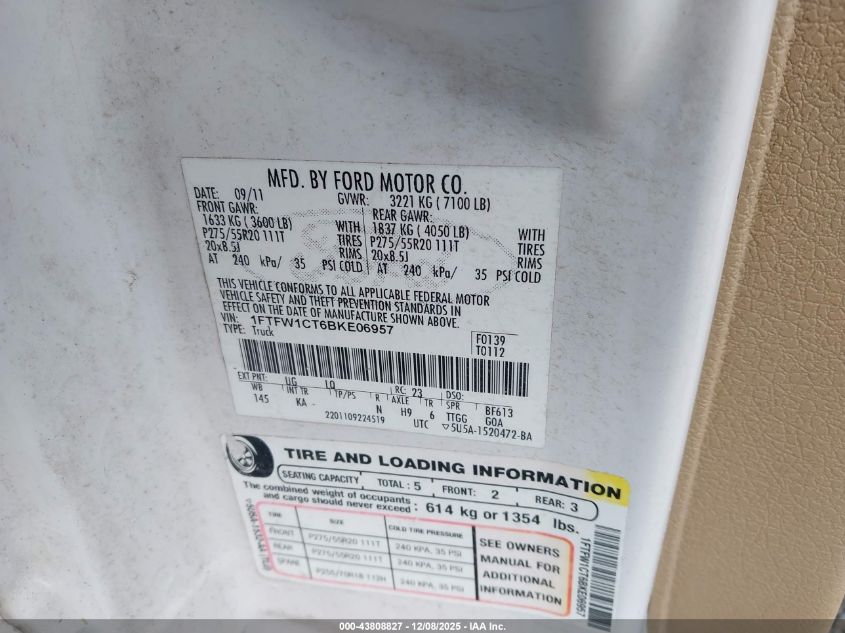 MFD. BY FORD MOTOR CO.
DATE: 09/11 GVWR: 3221 KG ( 7100 LB)
FRONT GAWR: REAR GAWR:
1633 KG ( 3600 LB) WITH 1837 KG ( 4050 LB) WITH
P275/55R20 111T TIRES P275/55R20 111T TIRES
20x8.5J RIMS 20x8.5J RIMS
AT 240 kPa/ 35 PSI COLD AT 240 kPa/ 35 PSI COLD
THIS VEHICLE CONFORMS TO ALL APPLICABLE FEDERAL MOTOR
VEHICLE SAFETY AND THEFT PREVENTION STANDARDS IN
EFFECT ON THE DATE OF MANUFACTURE SHOWN ABOVE.
VIN: 1FTFW1CT6BKE06957
TYPE: Truck
F0139
T0112
EXT PNT: UG LQ RC: 23 DSO:
WB INT TR TP/PS R AXLE TR SPR BF613
145 KA - N H9 6 TTGG GOA
2201109224519 UTC ▽5U5A-1520472-BA
TIRE AND LOADING INFORMATION
SEATING CAPACITY TOTAL : 5 FRONT: 2 REAR: 3
The combined weight of occupants
and cargo should never exceed : 614 kg or 1354 lbs.
TIRE SIZE COLD TIRE PRESSURE
FRONT P275/55R20 111T 240 KPA, 35 PSI
REAR P275/55R20 111T 240 KPA, 35 PSI
SPARE P255/70R18 112H 240 KPA, 35 PSI
SEE OWNERS
MANUAL FOR
ADDITIONAL
INFORMATION
1FTFW1CT6BKE06957
000-43808827 - 12/08/2025 - IAA Inc.